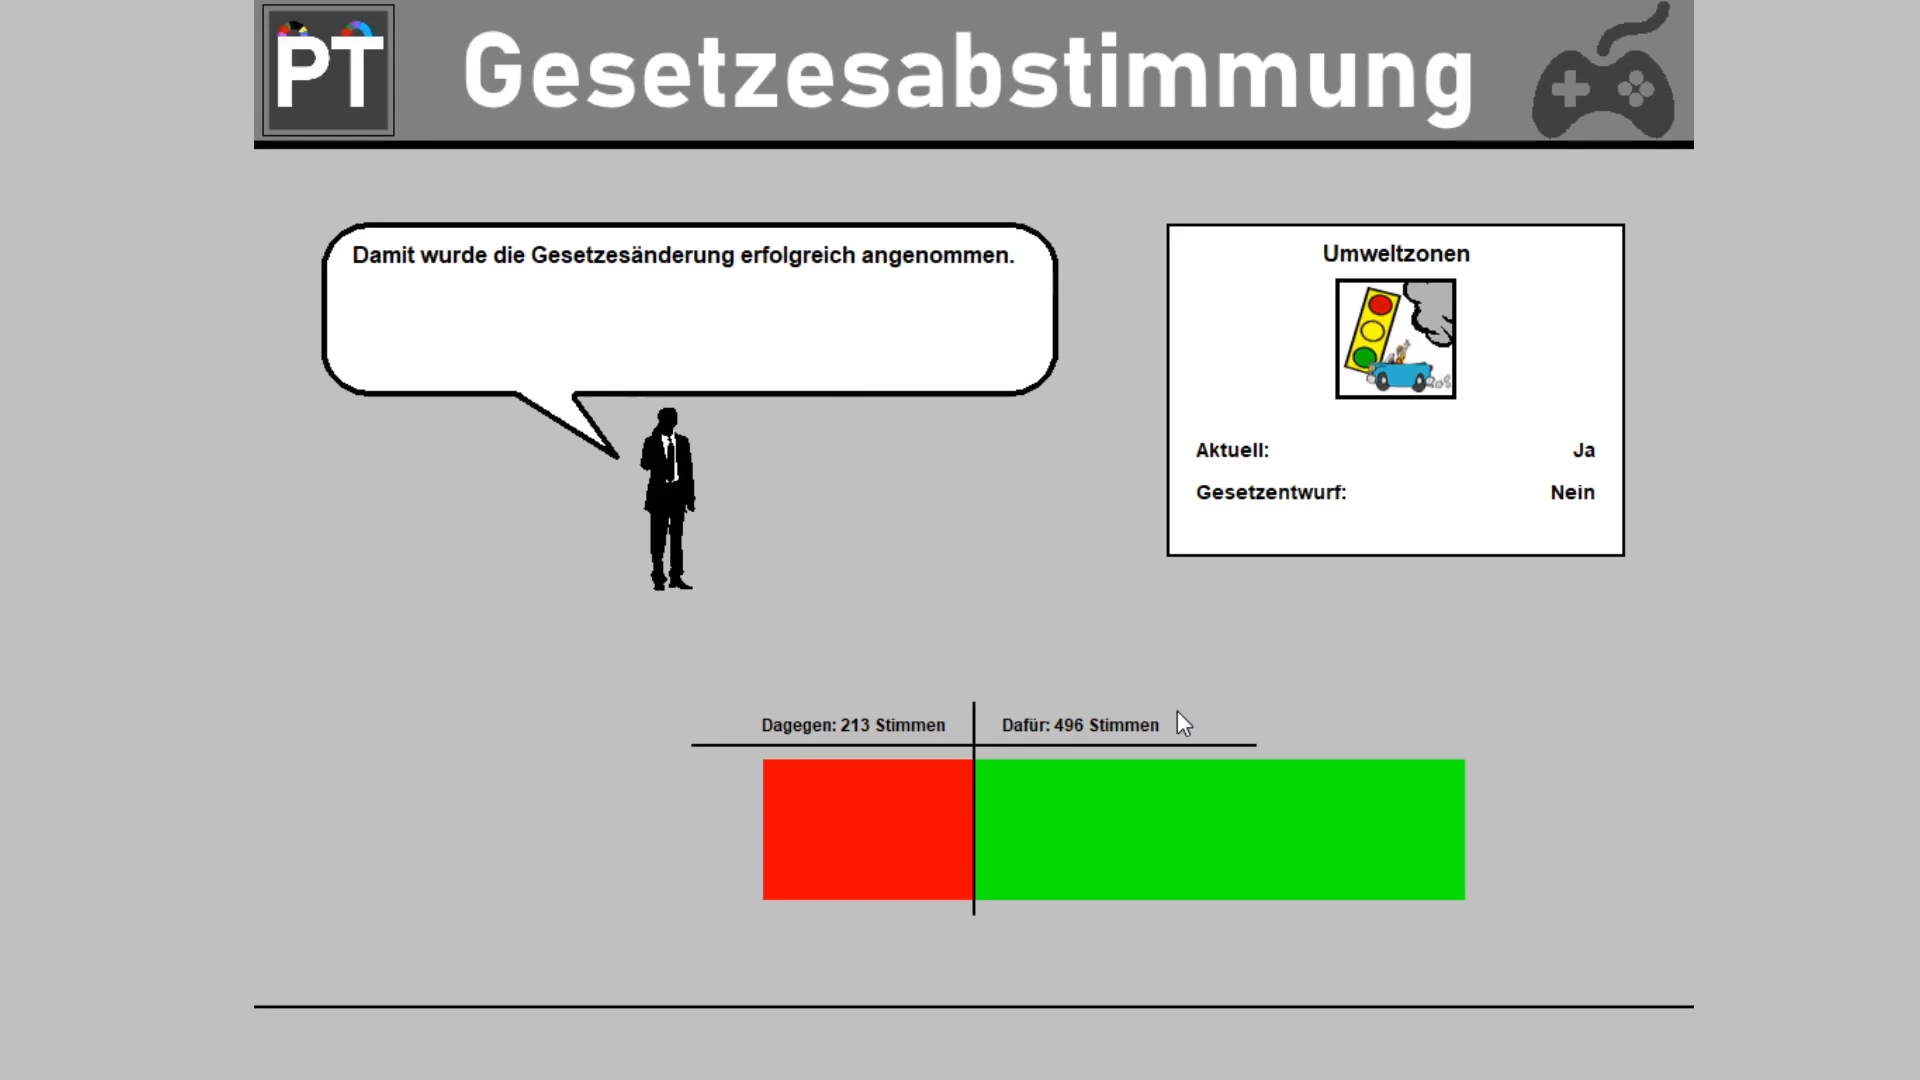 PT
Gesetzesabstimmung
Damit wurde die Gesetzesänderung erfolgreich angenommen.
Umweltzonen
Aktuell: Ja
Gesetzentwurf: Nein
Dagegen: 213 Stimmen
Dafür: 496 Stimmen